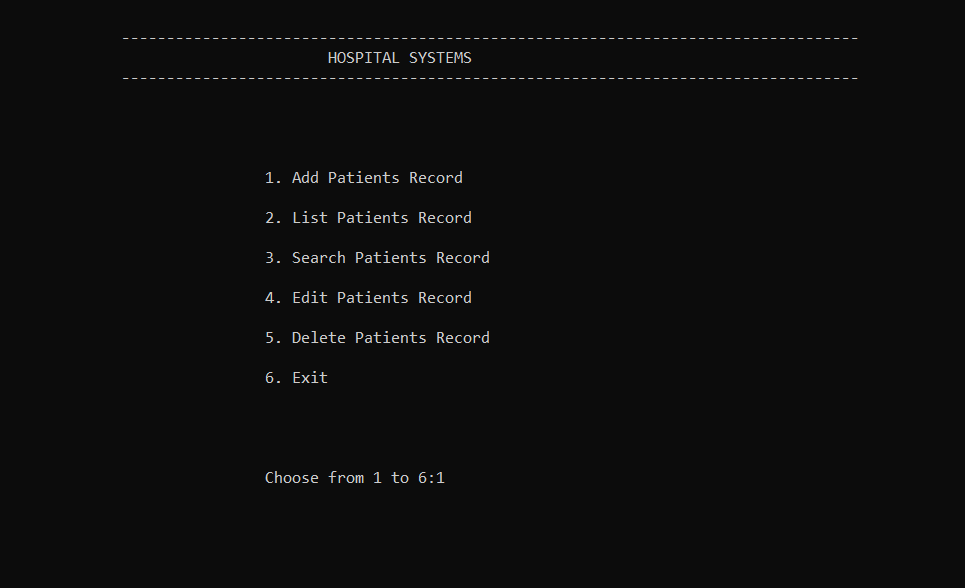 ----------------------------------------------------------------------------------
HOSPITAL SYSTEMS
----------------------------------------------------------------------------------
1. Add Patients Record
2. List Patients Record
3. Search Patients Record
4. Edit Patients Record
5. Delete Patients Record
6. Exit
Choose from 1 to 6:1